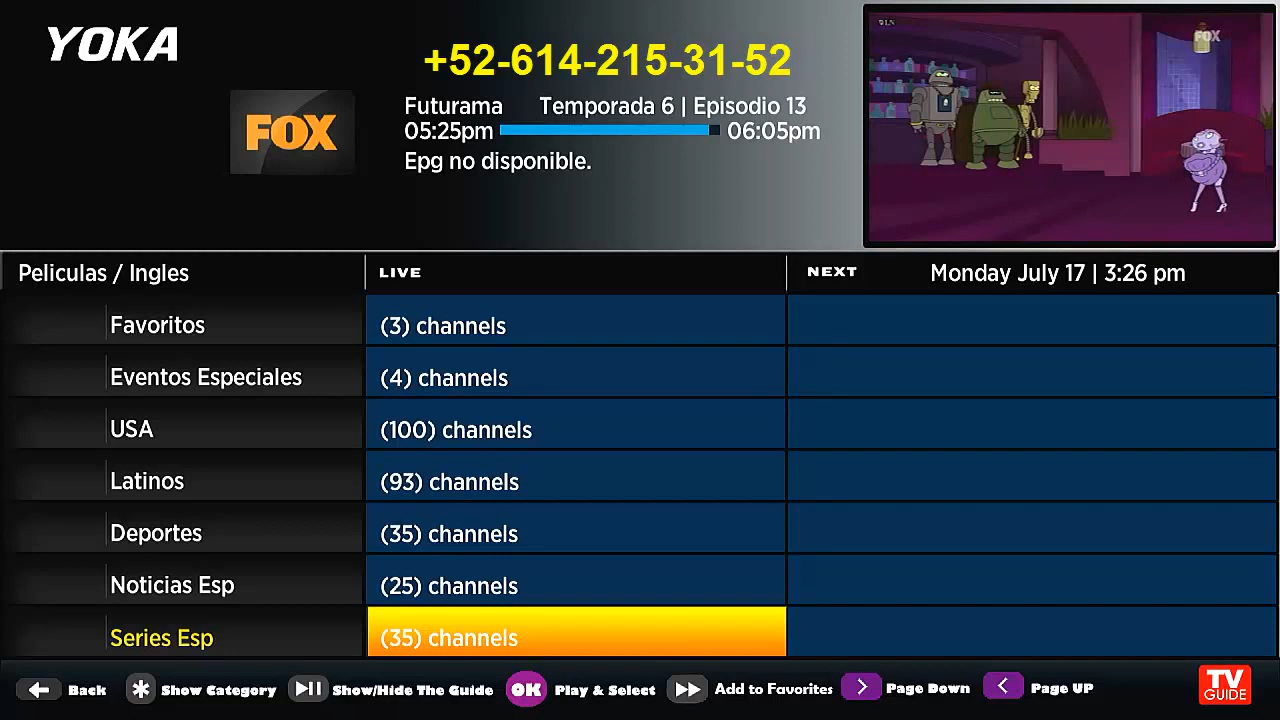 YOKA
+52-614-215-31-52
FOX
Futurama Temporada 6 | Episodio 13
05:25pm 06:05pm
Epg no disponible.
FOX
Peliculas / Ingles LIVE NEXT Monday July 17 | 3:26 pm
Favoritos (3) channels
Eventos Especiales (4) channels
USA (100) channels
Latinos (93) channels
Deportes (35) channels
Noticias Esp (25) channels
Series Esp (35) channels
Back Show Category Show/Hide The Guide OK Play & Select Add to Favorites Page Down Page UP
TV
GUIDE